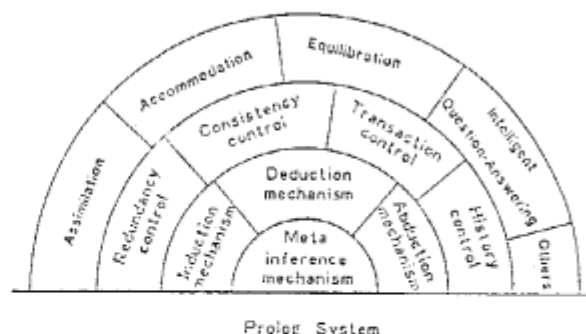 Assimilation
Accommodation
Equilibration
Intelligent
Question-Answering
Others
Redundancy
control
Consistency
control
Transaction
control
History
control
Induction
mechanism
Deduction
mechanism
Abduction
mechanism
Meta
inference
mechanism
Prolog System